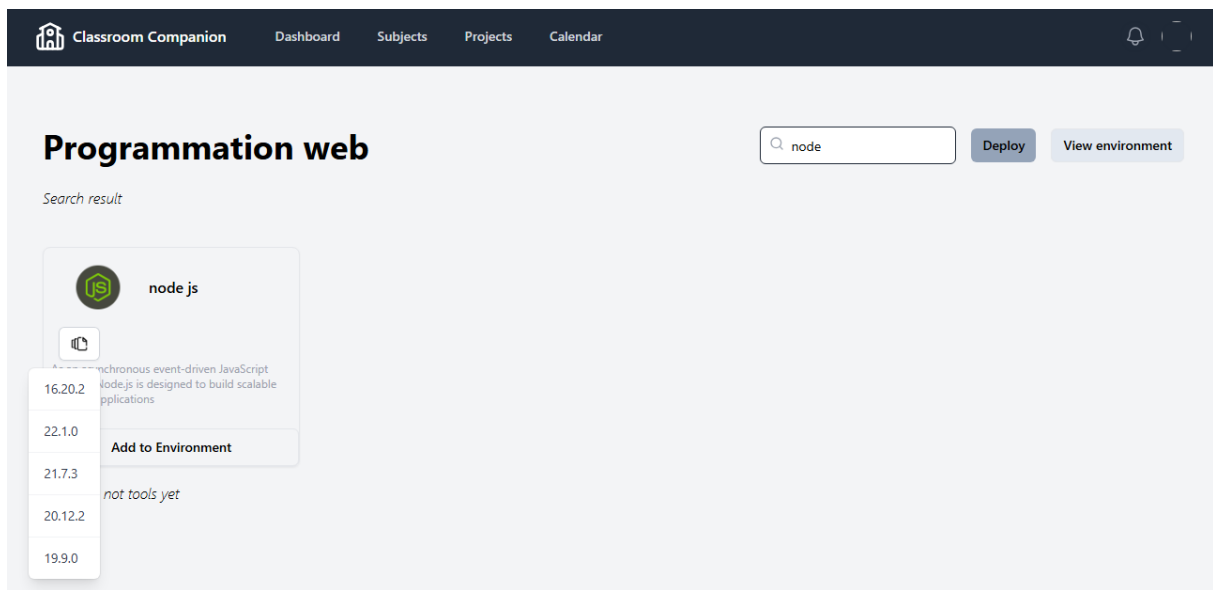 Classroom Companion Dashboard Subjects Projects Calendar
Programmation web
node
Deploy
View environment
Search result
JS
node js
synchronous event-driven JavaScript
Node.js is designed to build scalable
applications
Add to Environment
not tools yet
16.20.2
22.1.0
21.7.3
20.12.2
19.9.0